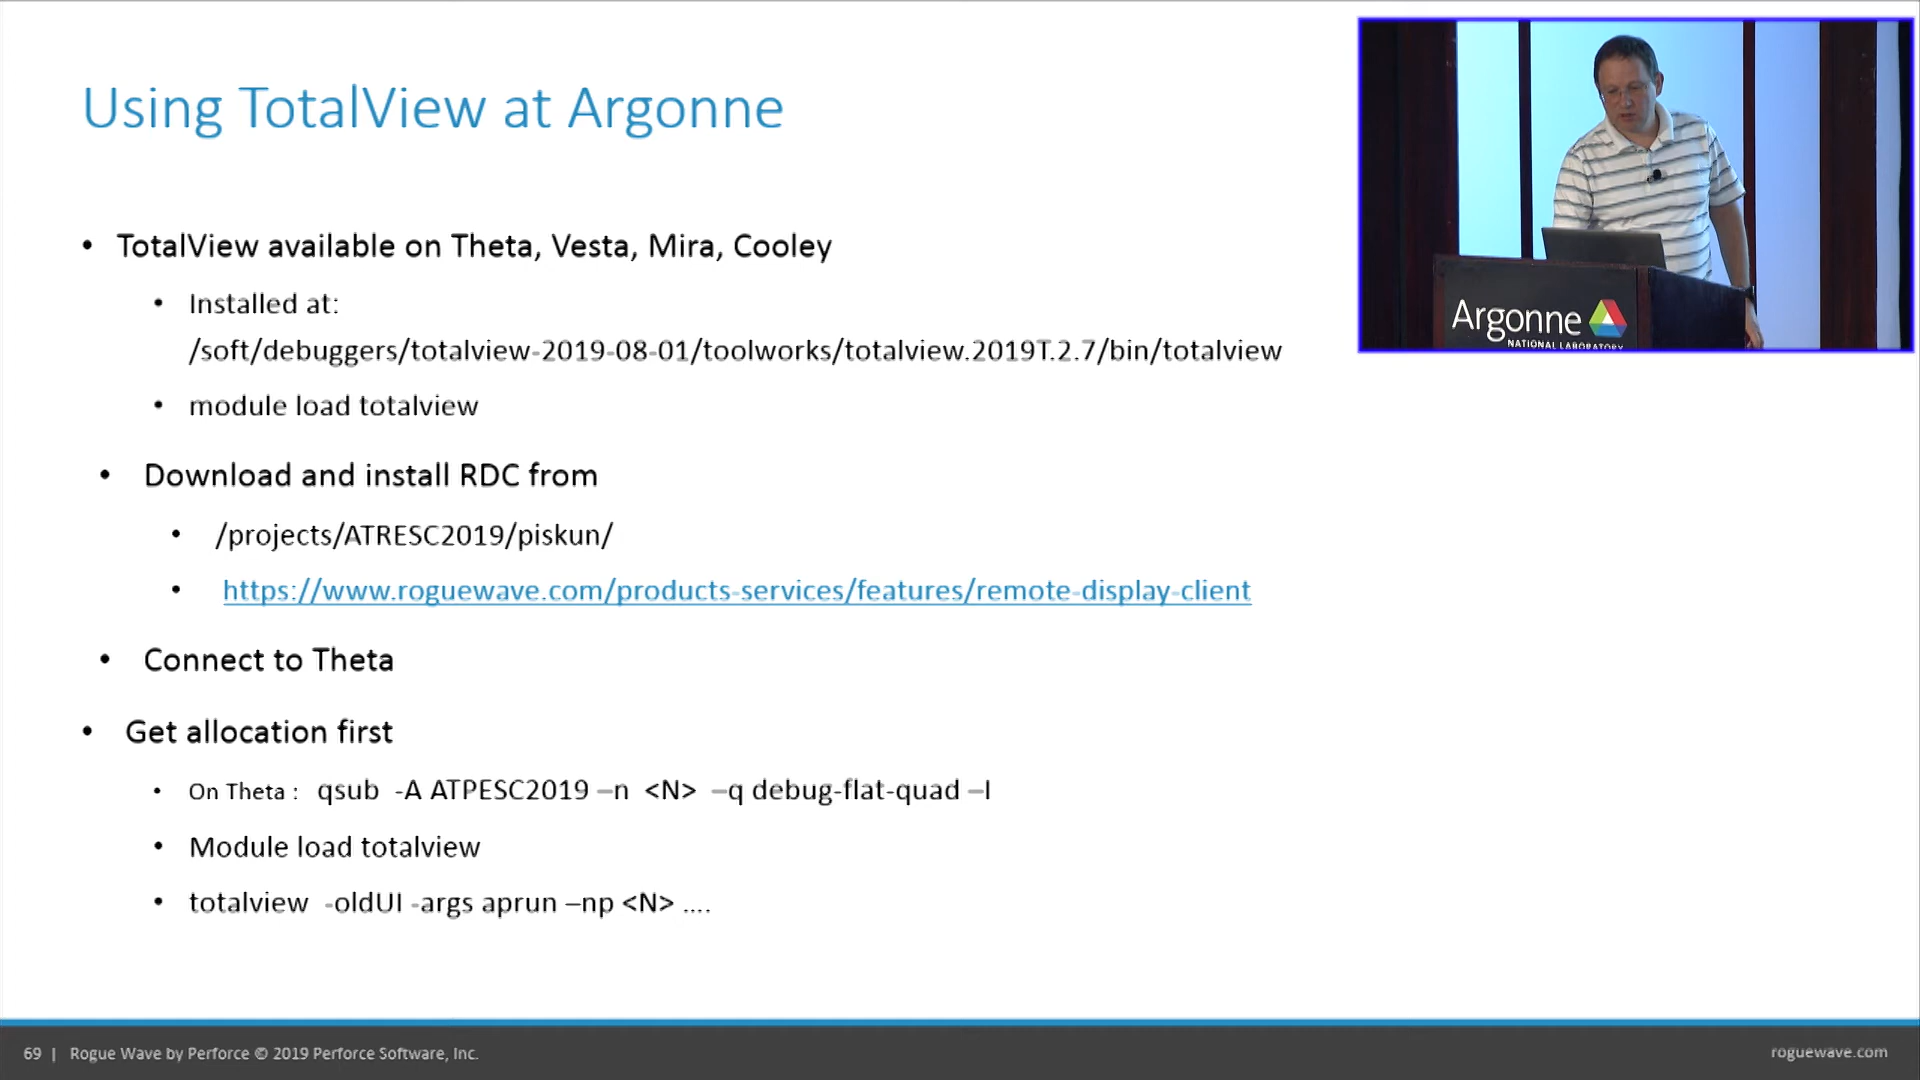 Using TotalView at Argonne
• TotalView available on Theta, Vesta, Mira, Cooley
• Installed at:
/soft/debuggers/totalview-2019-08-01/toolworks/totalview.2019T.2.7/bin/totalview
• module load totalview
• Download and install RDC from
• /projects/ATRESC2019/piskun/
• https://www.roguewave.com/products-services/features/remote-display-client
• Connect to Theta
• Get allocation first
• On Theta : qsub -A ATPESC2019 –n <N> –q debug-flat-quad –I
• Module load totalview
• totalview -oldUI -args aprun –np <N> ....
Argonne
NATIONAL LABORATORY
69 | Rogue Wave by Perforce © 2019 Perforce Software, Inc.
roguewave.com